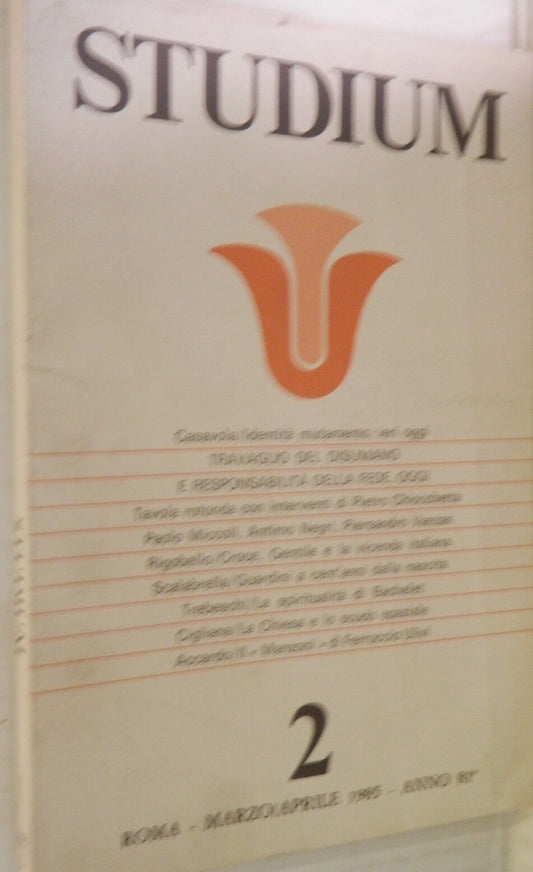 STUDIUM
Casavola/Identità mutamento ieri oggi
TRAVAGLIO DEL DISUMANO
E RESPONSABILITÀ DELLA FEDE OGGI
Tavola rotonda con interventi di Pietro
Paolo Miccoli, Antimo Negri, Piersandro Vanzan
Rigobello/Croce, Gentile e la vicenda italiana
Scalabrella/Guardini a cent'anni dalla nascita
Trebeschi/La spiritualità di Bachelet
Cigliana/La Chiesa e lo scudo spaziale
Accardo/Il «Manzoni» di Ferruccio Ulivi
2
ROMA - MARZO/APRILE 1985 - ANNO 81°